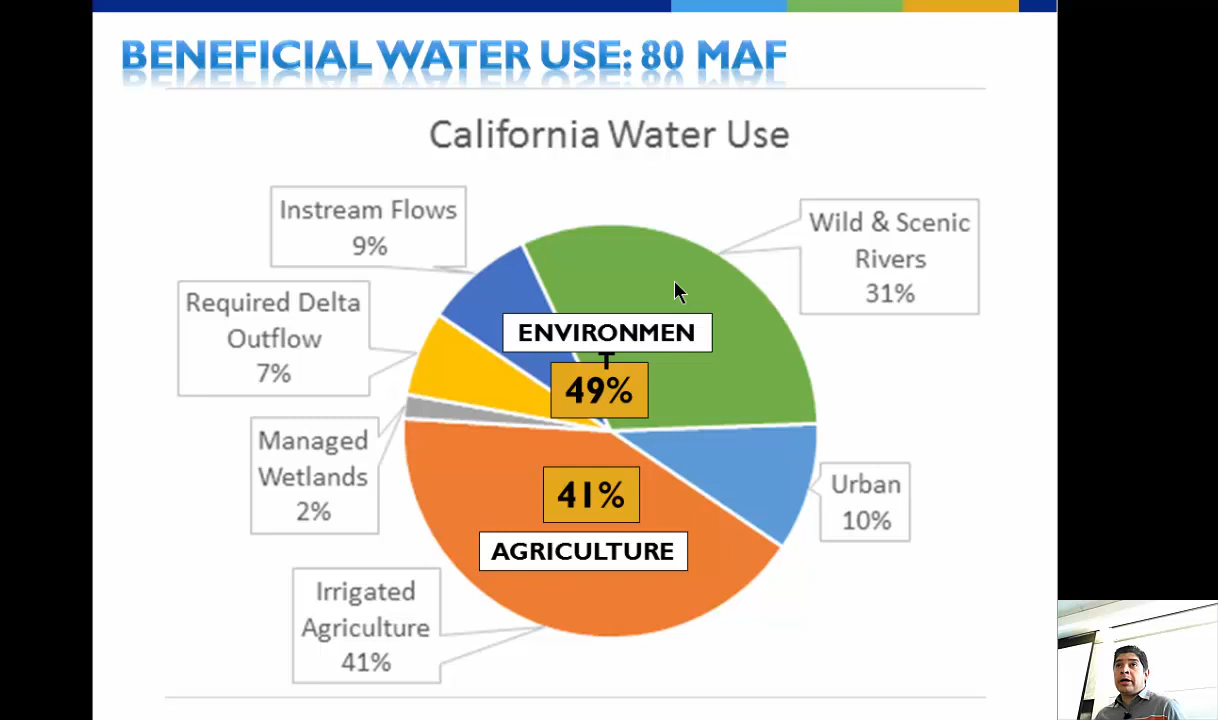 BENEFICIAL WATER USE: 80 MAF
California Water Use
Instream Flows
9%
Wild & Scenic
Rivers
31%
Required Delta
Outflow
7%
ENVIRONMEN
T
49%
Managed
Wetlands
2%
Urban
10%
41%
AGRICULTURE
Irrigated
Agriculture
41%